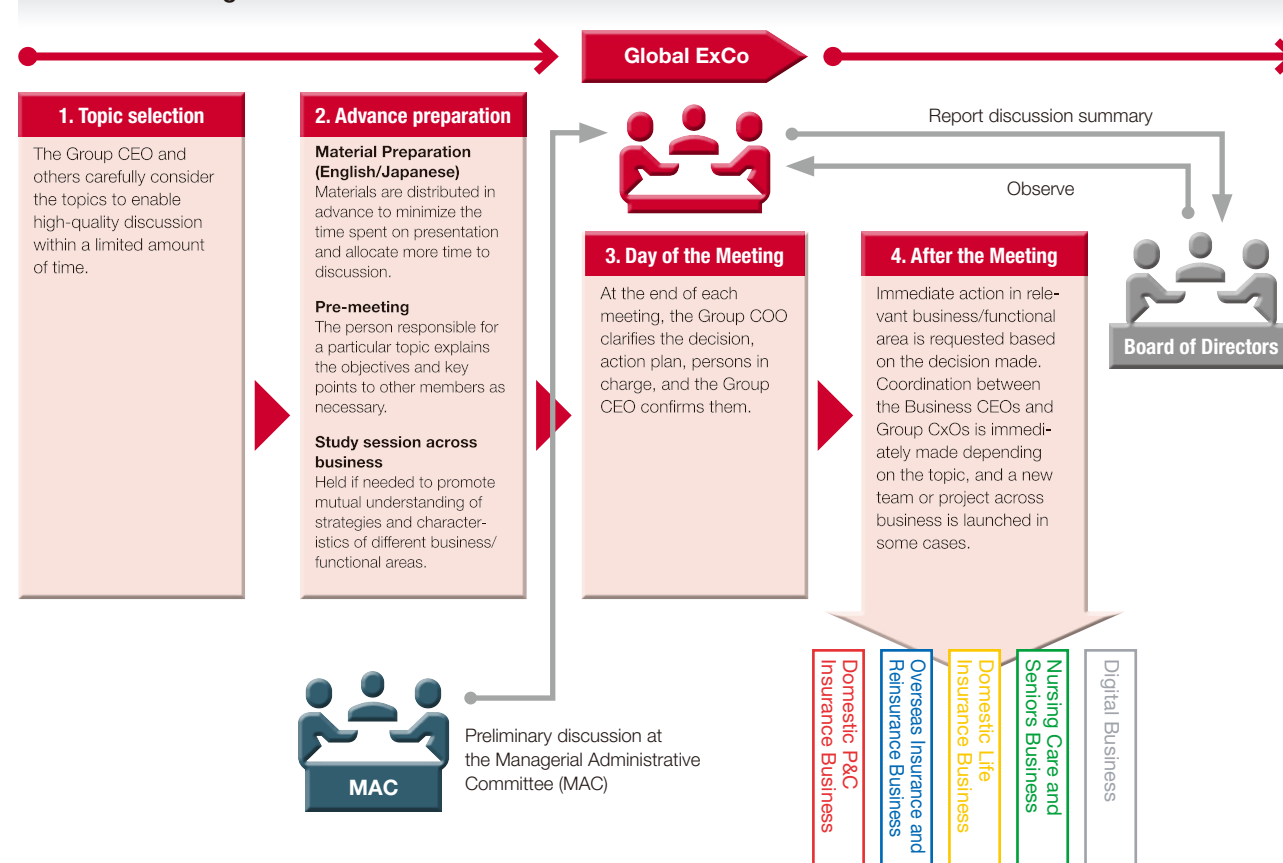 Global ExCo
1. Topic selection
The Group CEO and
others carefully consider
the topics to enable
high-quality discussion
within a limited amount
of time.
2. Advance preparation
Material Preparation
(English/Japanese)
Materials are distributed in
advance to minimize the
time spent on presentation
and allocate more time to
discussion.
Pre-meeting
The person responsible for
a particular topic explains
the objectives and key
points to other members as
necessary.
Study session across
business
Held if needed to promote
mutual understanding of
strategies and character-
istics of different business/
functional areas.
Report discussion summary
Observe
3. Day of the Meeting
At the end of each
meeting, the Group COO
clarifies the decision,
action plan, persons in
charge, and the Group
CEO confirms them.
4. After the Meeting
Immediate action in rele-
vant business/functional
area is requested based
on the decision made.
Coordination between
the Business CEOs and
Group CxOs is immedi-
ately made depending
on the topic, and a new
team or project across
business is launched in
some cases.
Board of Directors
MAC
Preliminary discussion at
the Managerial Administrative
Committee (MAC)
Domestic P&C
Insurance Business
Overseas Insurance and
Reinsurance Business
Domestic Life
Insurance Business
Nursing Care and
Seniors Business
Digital Business